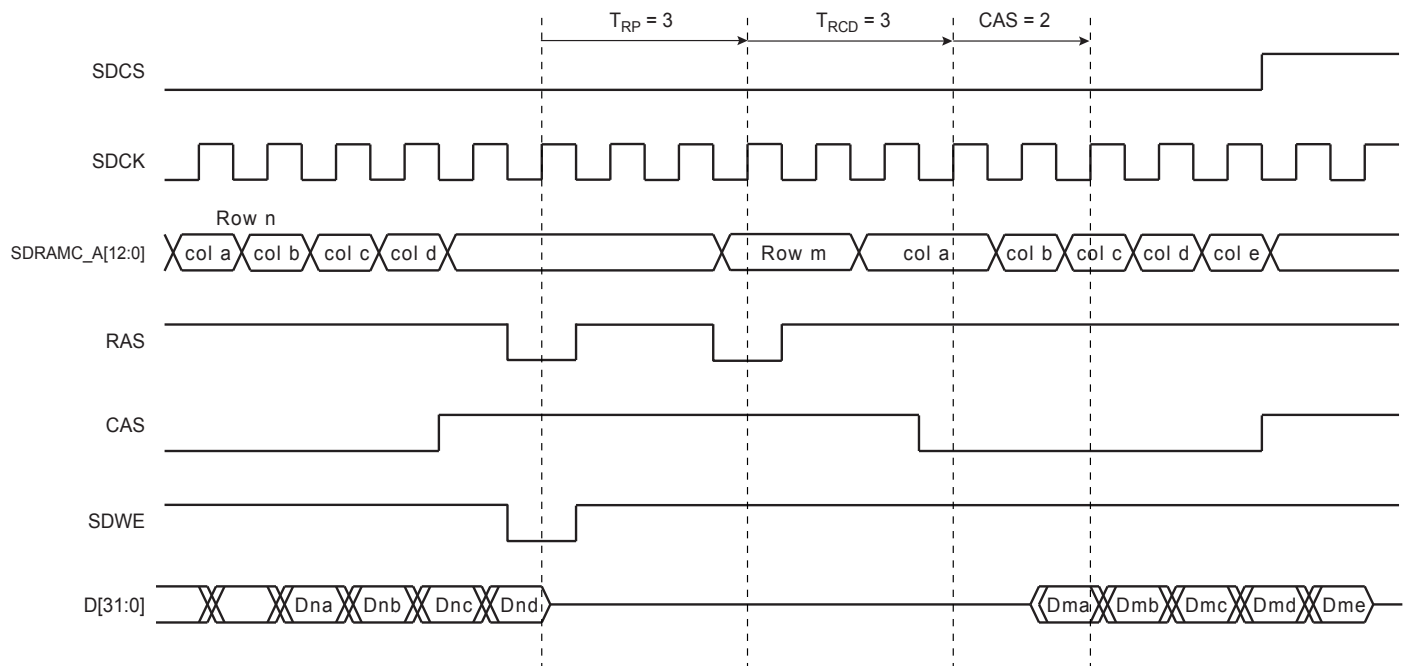 T_RP = 3 T_RCD = 3 CAS = 2
SDCS
SDCK
Row n
SDRAMC_A[12:0] col a col b col c col d Row m col a col b col c col d col e
RAS
CAS
SDWE
D[31:0] Dna Dnb Dnc Dnd Dma Dmb Dmc Dmd Dme